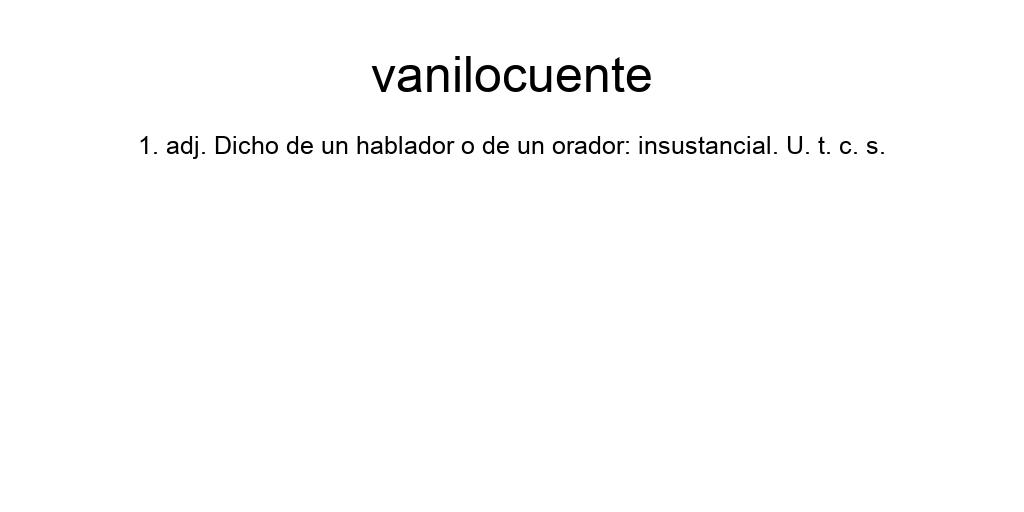 vanilocuente
1. adj. Dicho de un hablador o de un orador: insustancial. U. t. c. s.